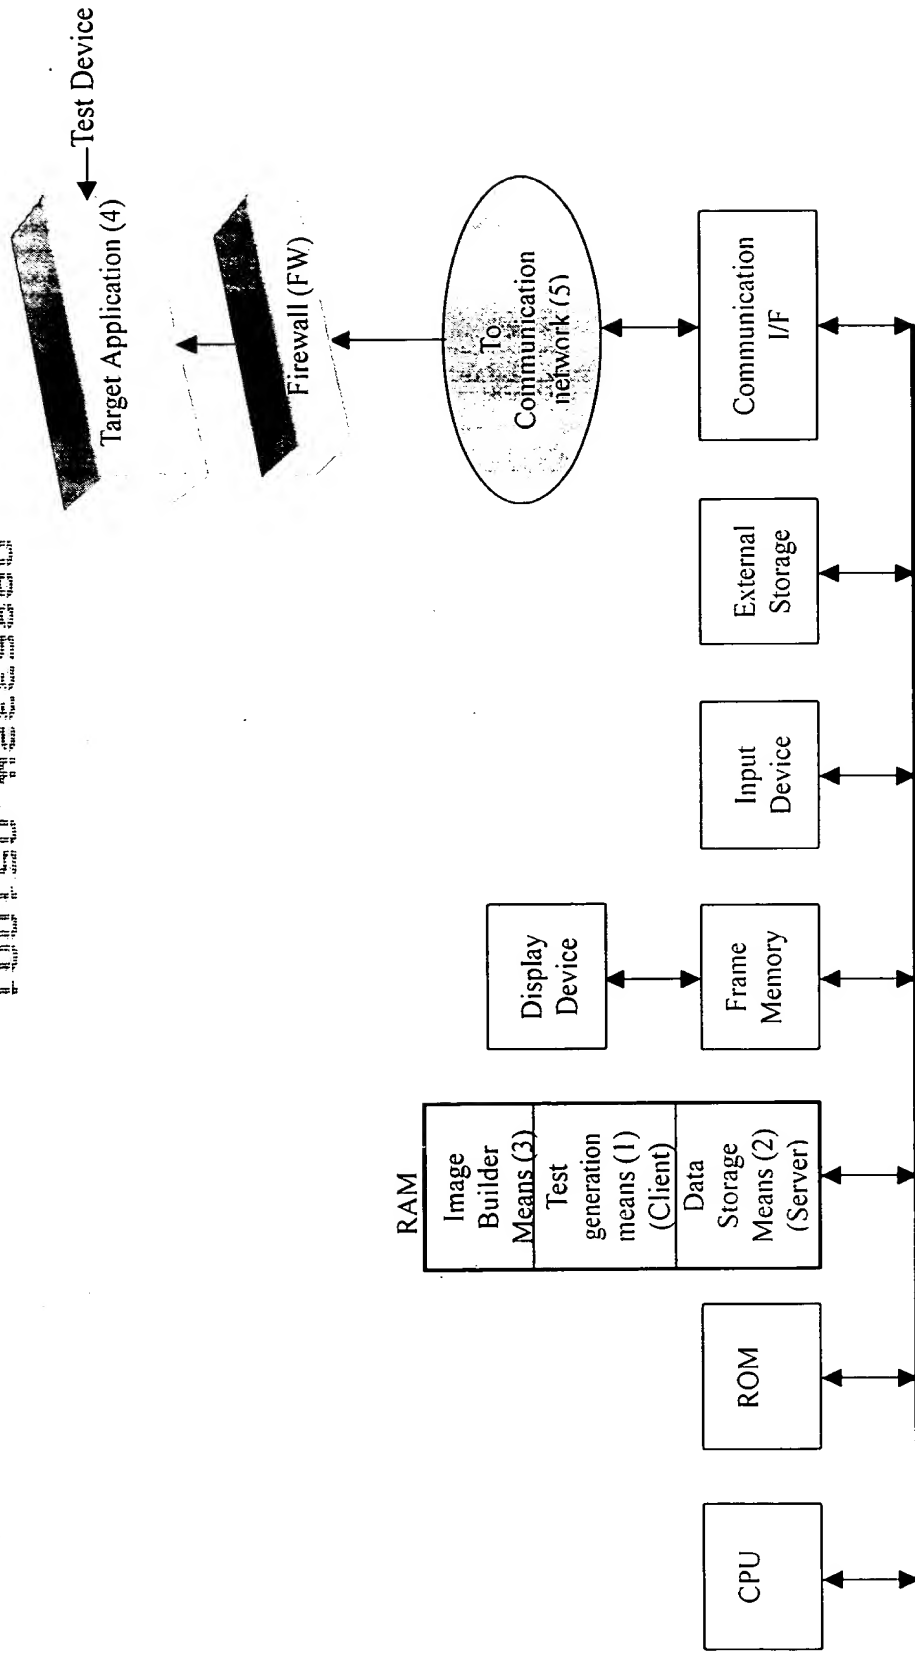 Test Device
Target Application (4)
Firewall (FW)
To
Communication
network (5)
Communication
I/F
External
Storage
Input
Device
Display
Device
Frame
Memory
RAM
Image
Builder
Means (3)
Test
generation
means (1)
(Client)
Data
Storage
Means (2)
(Server)
ROM
CPU